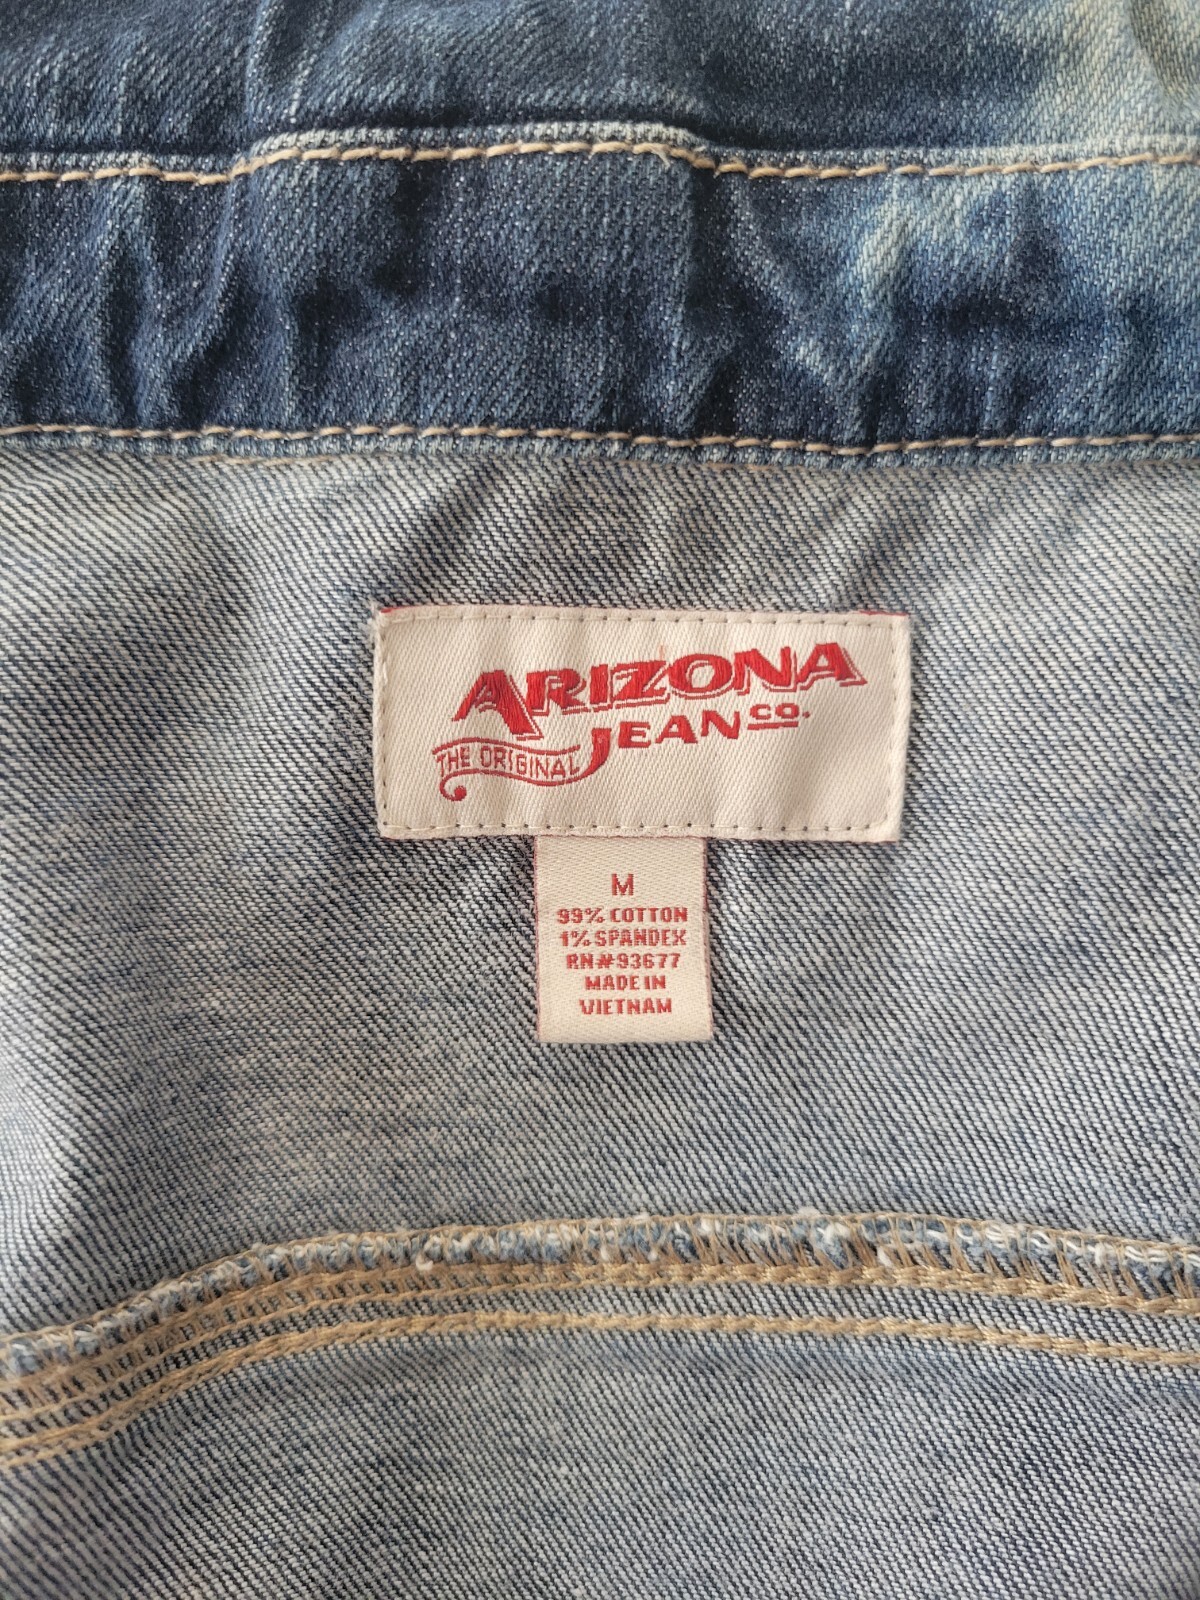 ARIZONA
JEAN CO.
THE ORIGINAL
M
99% COTTON
1% SPANDEX
RN#93677
MADE IN
VIETNAM